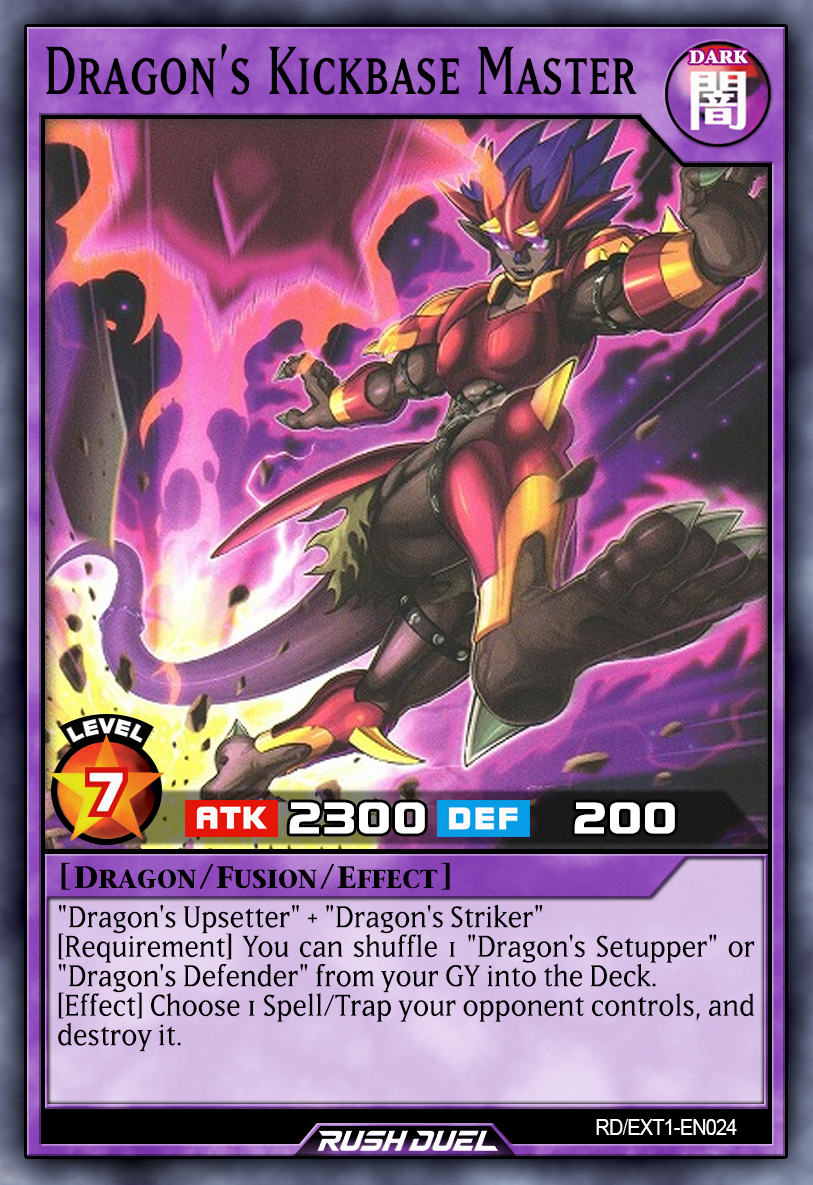 Dragon's Kickbase Master
DARK
闇
LEVEL
7
ATK 2300 DEF 200
[Dragon/Fusion/Effect]
"Dragon's Upsetter" + "Dragon's Striker"
[Requirement] You can shuffle 1 "Dragon's Setupper" or
"Dragon's Defender" from your GY into the Deck.
[Effect] Choose 1 Spell/Trap your opponent controls, and
destroy it.
RD/EXT1-EN024
RUSH DUEL